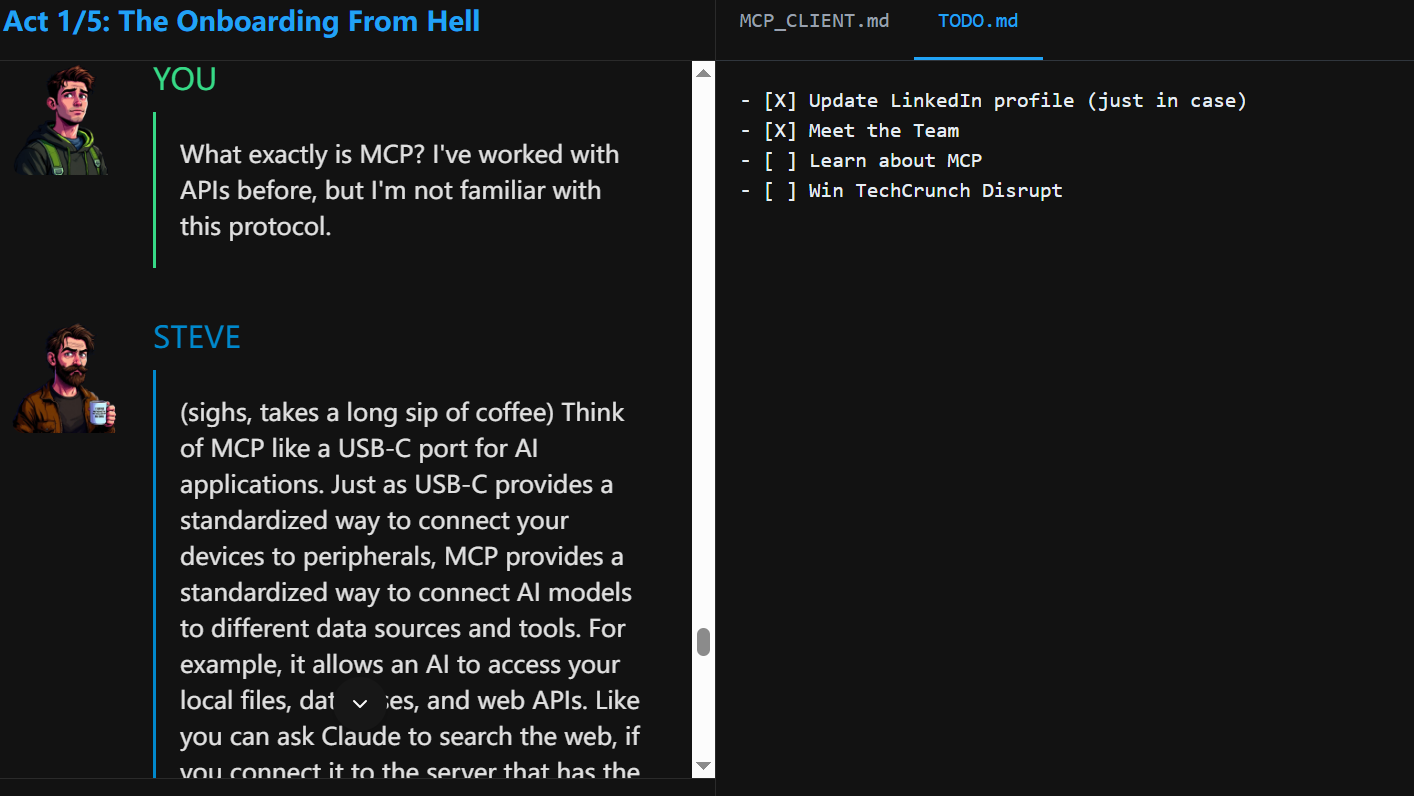 Act 1/5: The Onboarding From Hell
YOU
What exactly is MCP? I've worked with
APIs before, but I'm not familiar with
this protocol.
STEVE
(sighs, takes a long sip of coffee) Think
of MCP like a USB-C port for AI
applications. Just as USB-C provides a
standardized way to connect your
devices to peripherals, MCP provides a
standardized way to connect AI models
to different data sources and tools. For
example, it allows an AI to access your
local files, and web APIs. Like
you can ask Claude to search the web, if
you connect it to the server that has the
MCP_CLIENT.md
TODO.md
- [X] Update LinkedIn profile (just in case)
- [X] Meet the Team
- [ ] Learn about MCP
- [ ] Win TechCrunch Disrupt